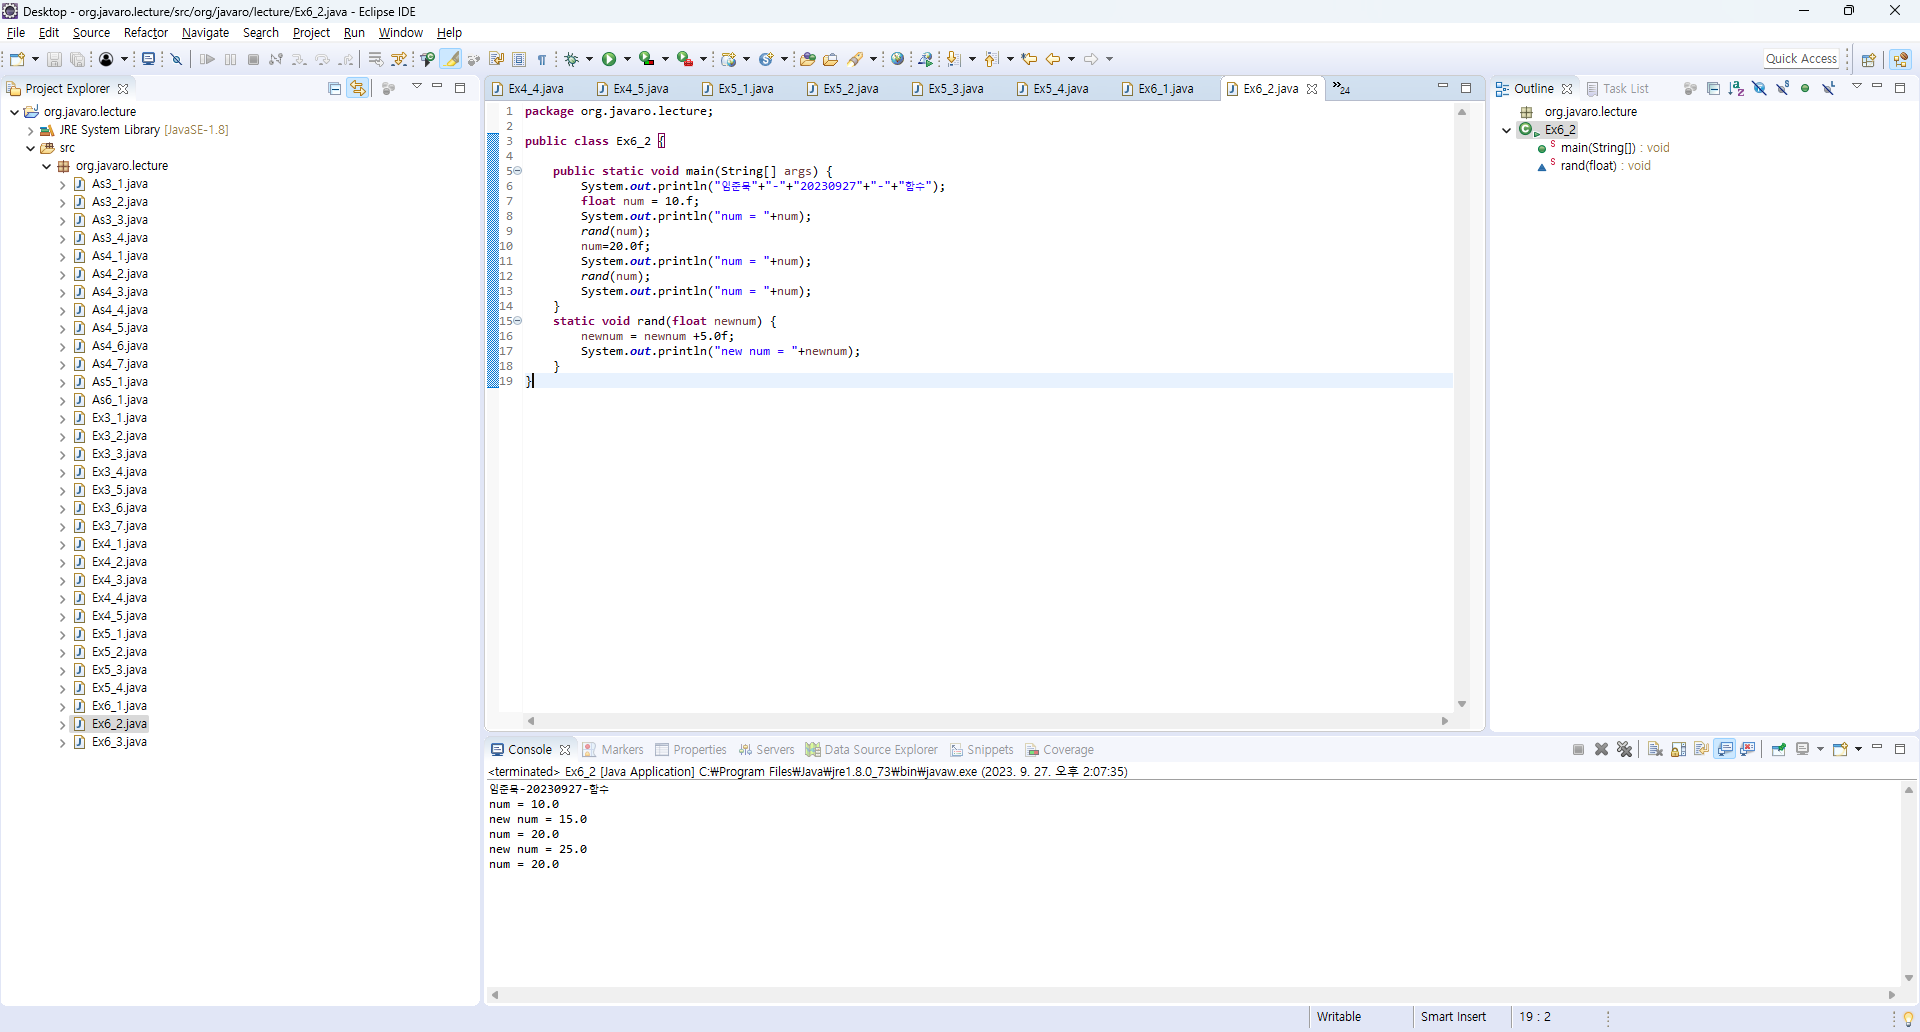 Desktop - org.javaro.lecture/src/org/javaro/lecture/Ex6_2.java - Eclipse IDE
File Edit Source Refactor Navigate Search Project Run Window Help
Quick Access
Project Explorer
org.javaro.lecture
JRE System Library [JavaSE-1.8]
src
org.javaro.lecture
As3_1.java
As3_2.java
As3_3.java
As3_4.java
As4_1.java
As4_2.java
As4_3.java
As4_4.java
As4_5.java
As4_6.java
As4_7.java
As5_1.java
As6_1.java
Ex3_1.java
Ex3_2.java
Ex3_3.java
Ex3_4.java
Ex3_5.java
Ex3_6.java
Ex3_7.java
Ex4_1.java
Ex4_2.java
Ex4_3.java
Ex4_4.java
Ex4_5.java
Ex5_1.java
Ex5_2.java
Ex5_3.java
Ex5_4.java
Ex6_1.java
Ex6_2.java
Ex6_3.java
Ex4_4.java Ex4_5.java Ex5_1.java Ex5_2.java Ex5_3.java Ex5_4.java Ex6_1.java Ex6_2.java »24
1 package org.javaro.lecture;
2
3 public class Ex6_2 {
4
5 public static void main(String[] args) {
6 System.out.println("임준묵"+"-"+"20230927"+"-"+"함수");
7 float num = 10.f;
8 System.out.println("num = "+num);
9 rand(num);
10 num=20.0f;
11 System.out.println("num = "+num);
12 rand(num);
13 System.out.println("num = "+num);
14 }
15 static void rand(float newnum) {
16 newnum = newnum +5.0f;
17 System.out.println("new num = "+newnum);
18 }
19 }
Outline Task List
org.javaro.lecture
Ex6_2
main(String[]) : void
rand(float) : void
Console Markers Properties Servers Data Source Explorer Snippets Coverage
<terminated> Ex6_2 [Java Application] C:₩Program Files₩Java₩jre1.8.0_73₩bin₩javaw.exe (2023. 9. 27. 오후 2:07:35)
임준묵-20230927-함수
num = 10.0
new num = 15.0
num = 20.0
new num = 25.0
num = 20.0
Writable Smart Insert 19 : 2